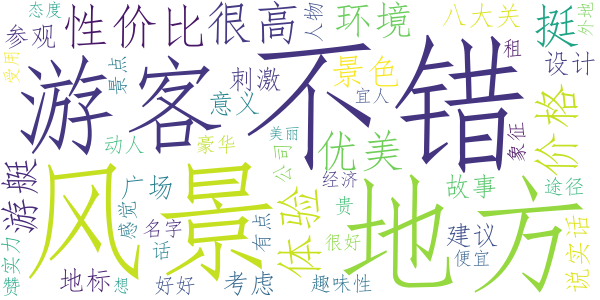 态度
参观
性价比
很高
人物
环境
八大关
挺
外地
受用
景点
刺激
景色
租
设计
游客
不错
意义
宜人
动人
豪华
优美
美丽
象征
价格
游艇
风景
公司
体验
地方
广场
经济
故事
途径
感觉
名字
有点
贵
说实话
赞
实力
话
很好
建议
便宜
地标
想
好好
考虑
趣味性